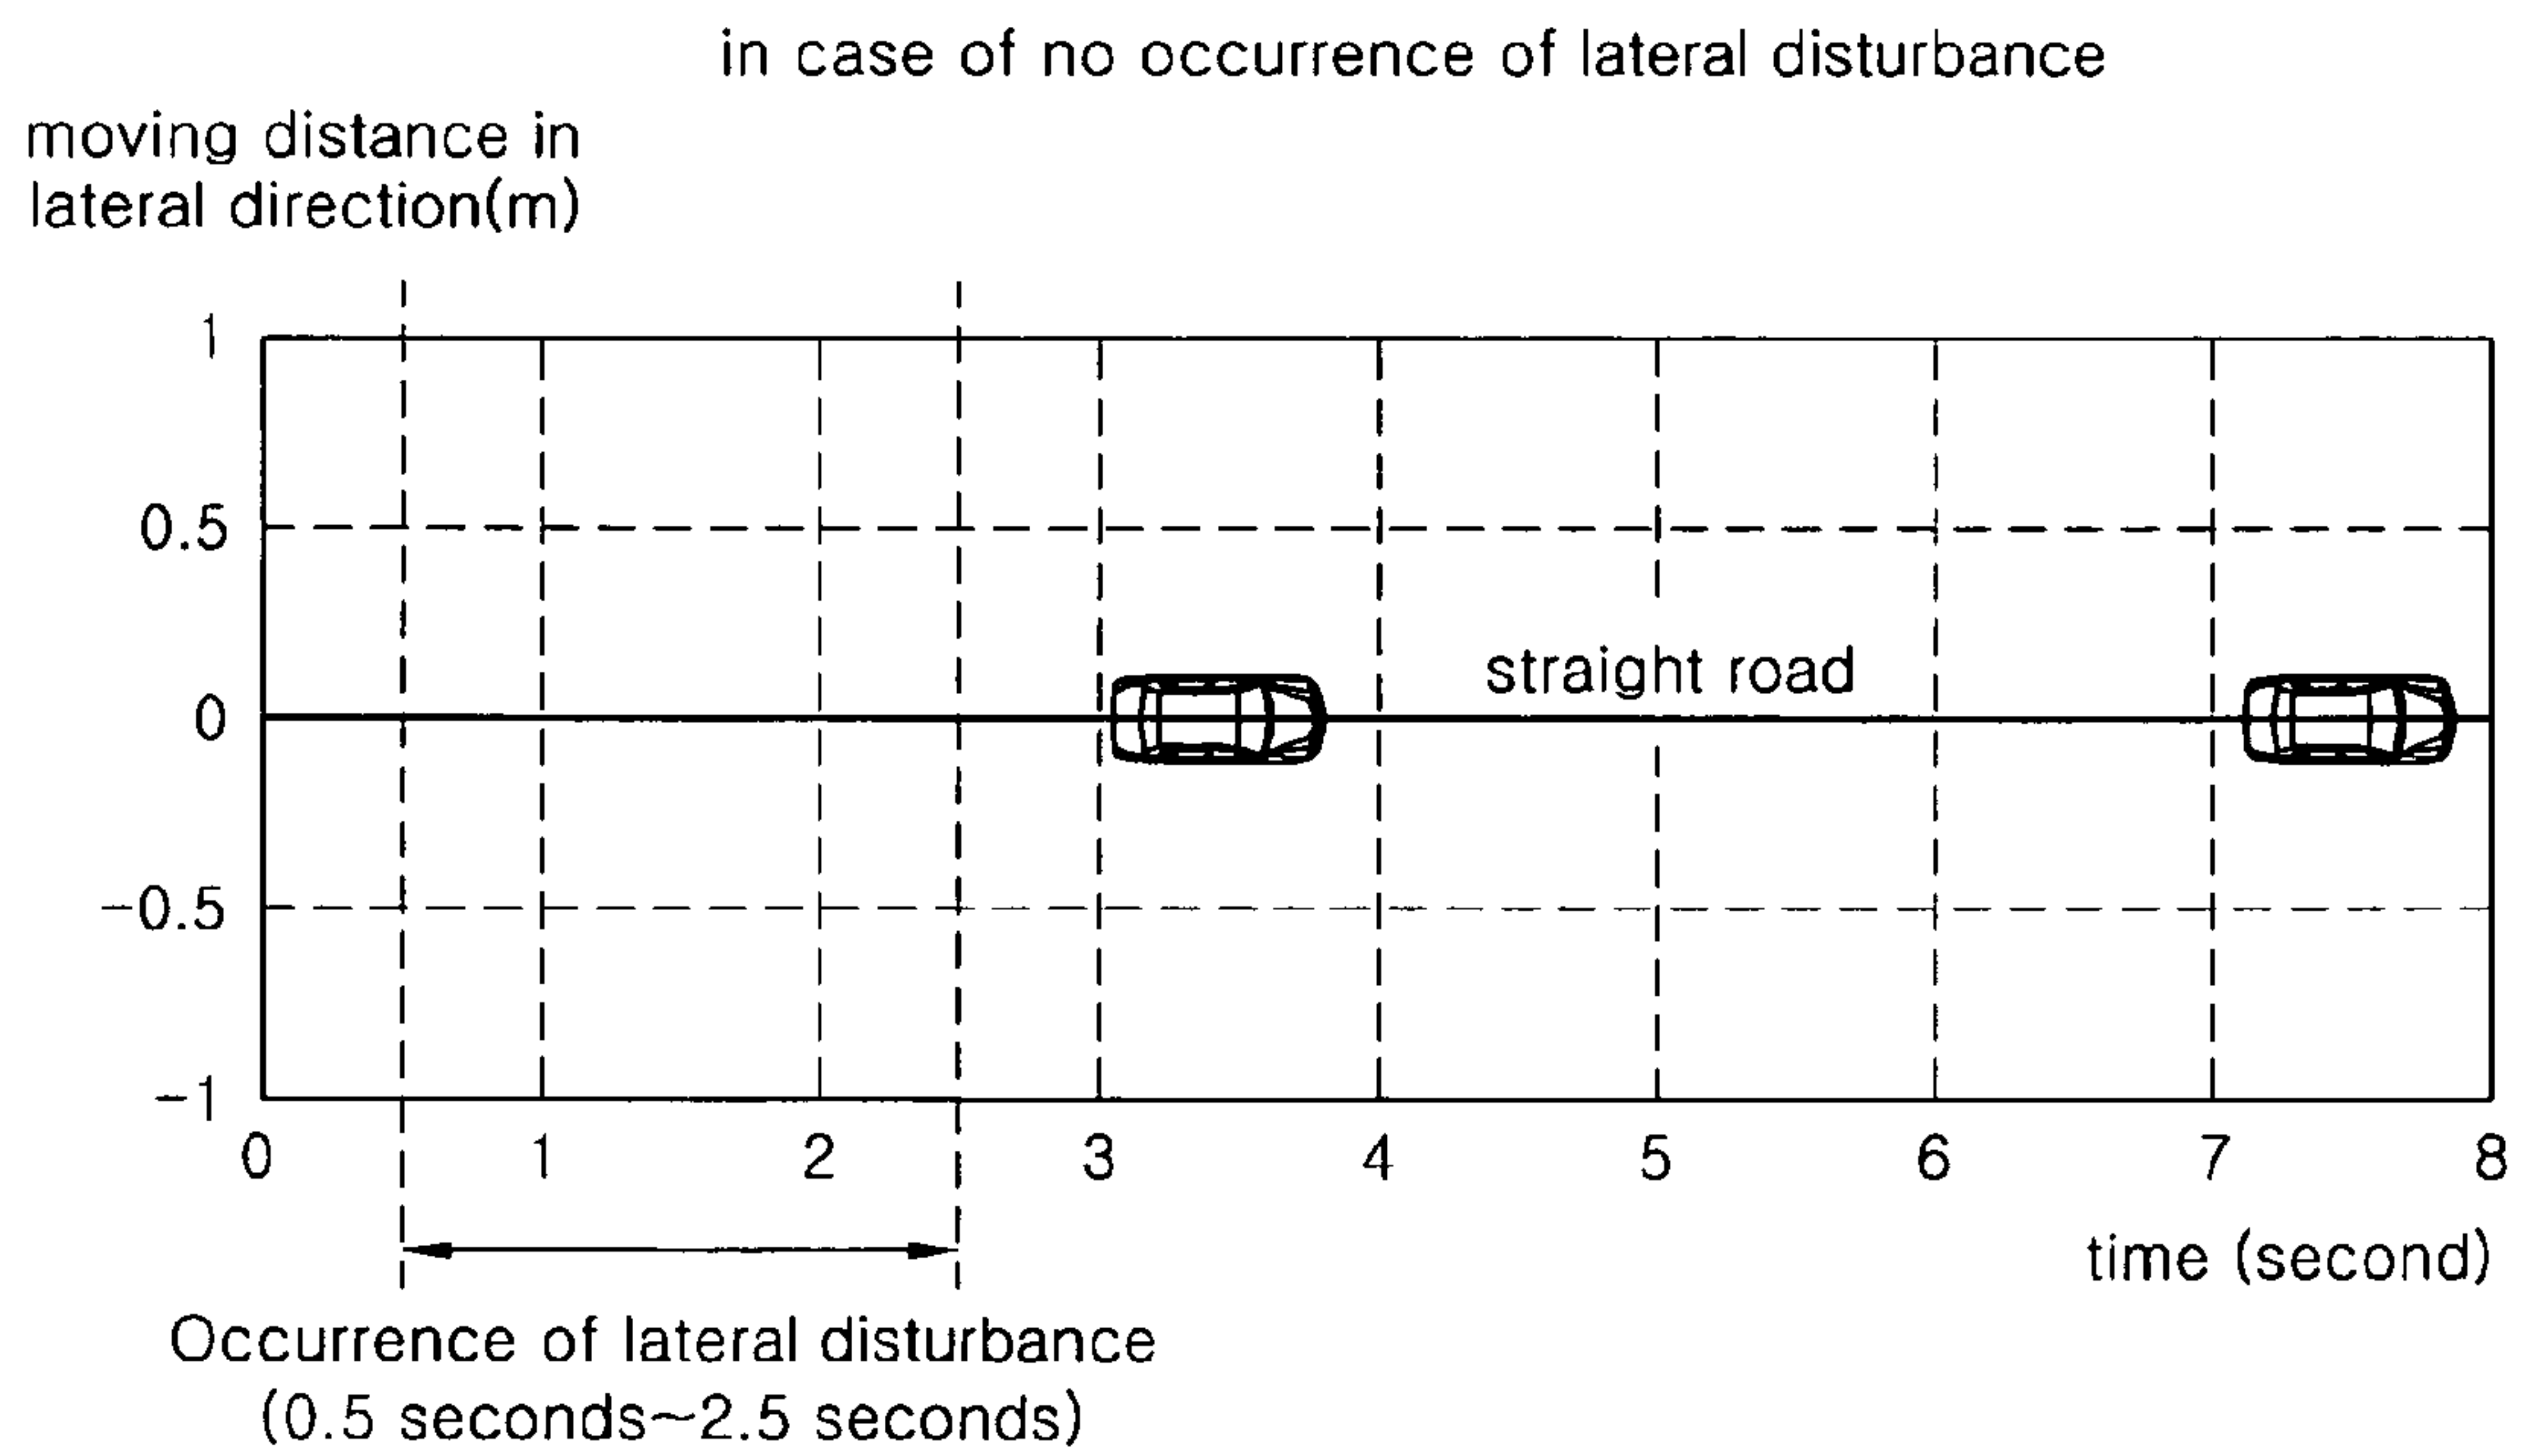 in case of no occurrence of lateral disturbance
moving distance in
lateral direction(m)
1
0.5
straight road
0
-0.5
-1
0 1 2 3 4 5 6 7 8
time (second)
Occurrence of lateral disturbance
(0.5 seconds~2.5 seconds)